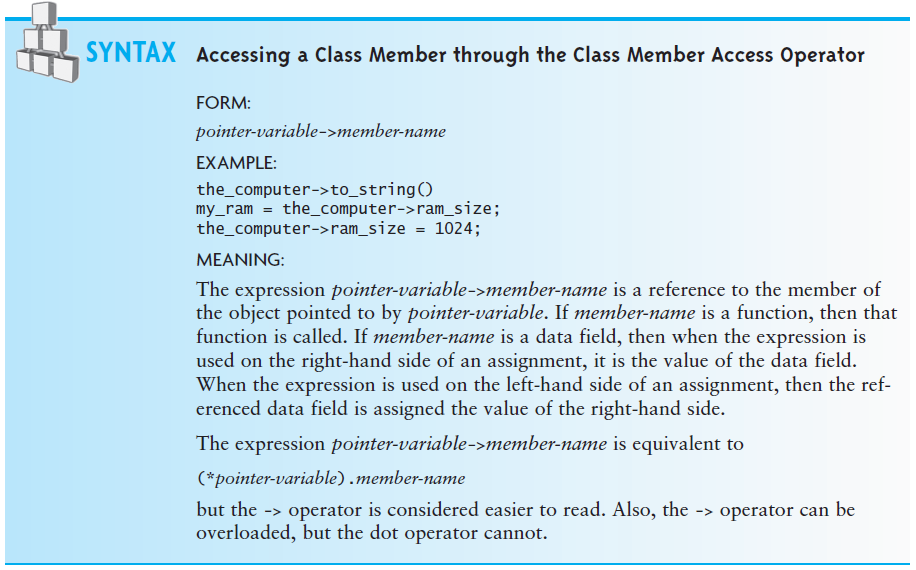 SYNTAX Accessing a Class Member through the Class Member Access Operator
FORM:
pointer-variable->member-name
EXAMPLE:
the_computer->to_string()
my_ram = the_computer->ram_size;
the_computer->ram_size = 1024;
MEANING:
The expression pointer-variable->member-name is a reference to the member of
the object pointed to by pointer-variable. If member-name is a function, then that
function is called. If member-name is a data field, then when the expression is
used on the right-hand side of an assignment, it is the value of the data field.
When the expression is used on the left-hand side of an assignment, then the ref-
erenced data field is assigned the value of the right-hand side.
The expression pointer-variable->member-name is equivalent to
(*pointer-variable).member-name
but the -> operator is considered easier to read. Also, the -> operator can be
overloaded, but the dot operator cannot.